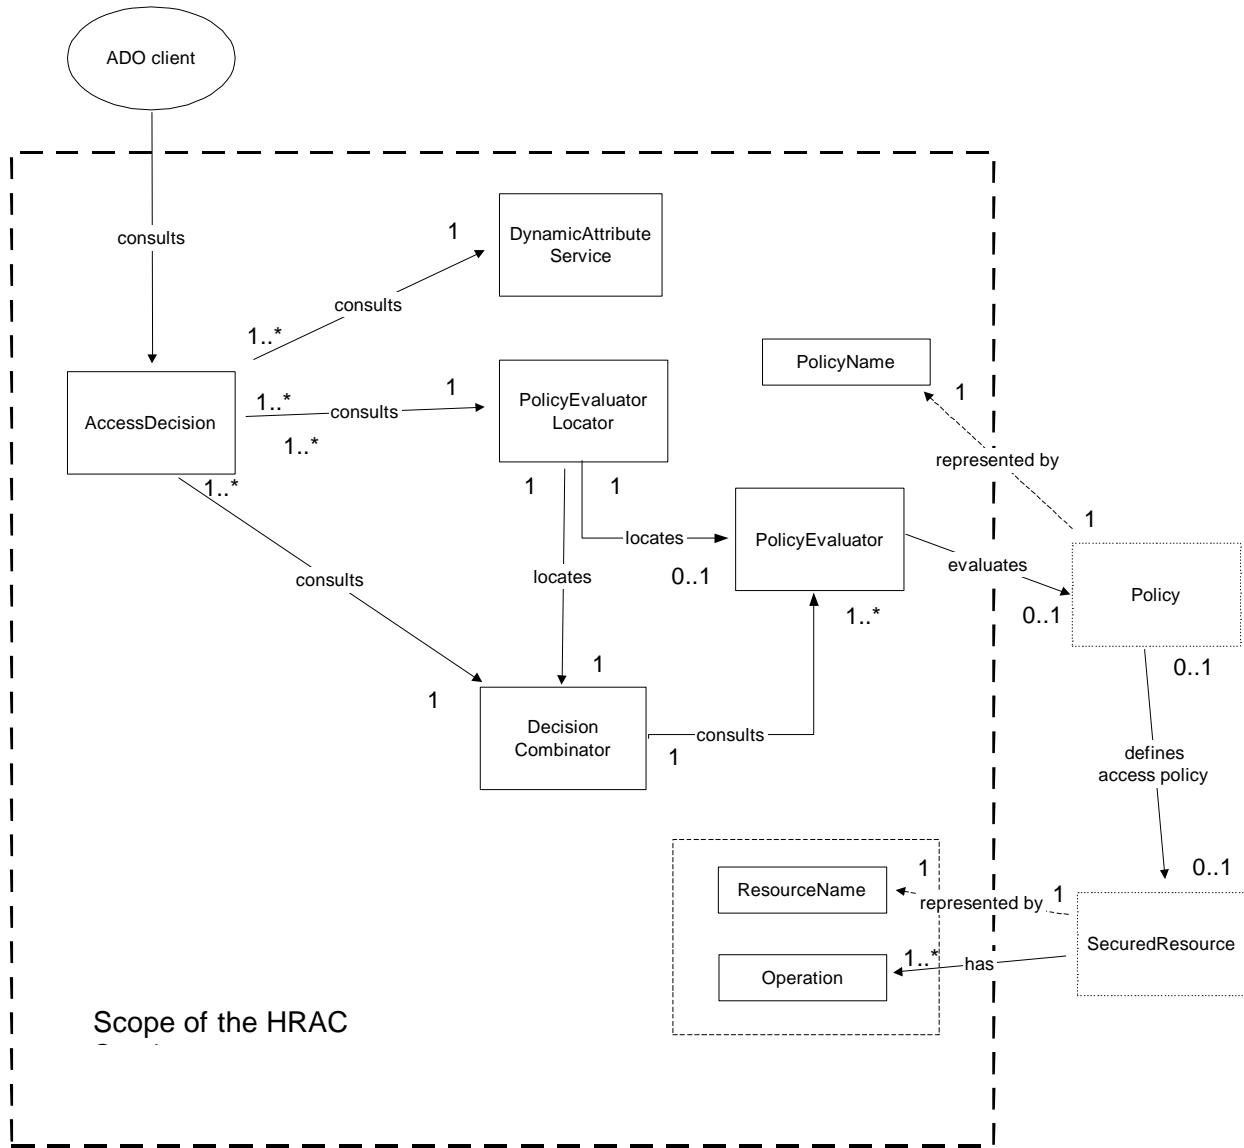 ADO client
consults
1
DynamicAttribute
Service
consults
1..*
PolicyName
1
1..*
consults
1
PolicyEvaluator
Locator
AccessDecision
1..*
1..*
1
1
represented by
1
PolicyEvaluator
locates
0..1
1..*
evaluates
0..1
Policy
0..1
consults
locates
1
1
Decision
Combinator
consults
1
defines
access policy
0..1
1
ResourceName
represented by
1
SecuredResource
1..*
has
Operation
Scope of the HRAC